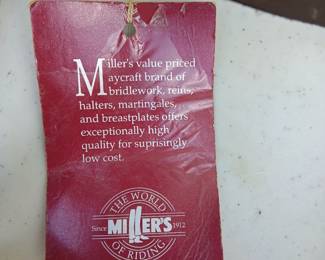 Miller's value priced
aycraft brand of
bridlework, reins,
halters, martingales,
and breastplates offers
exceptionally high
quality for suprisingly
low cost.
THE WORLD
Since MILLER'S 1912
OF RIDING